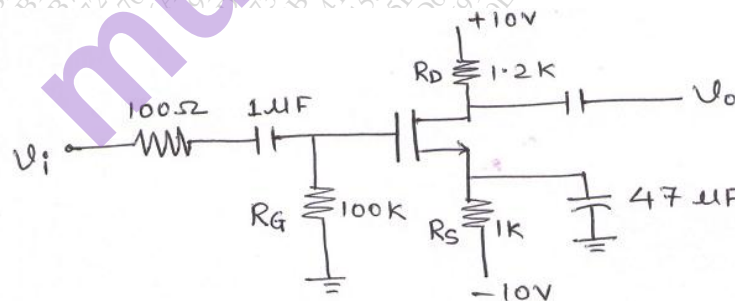 +10V
RD 1.2K
100Ω 1µF
Vi
Vo
RG 100K
RS 1K
47 µF
-10V